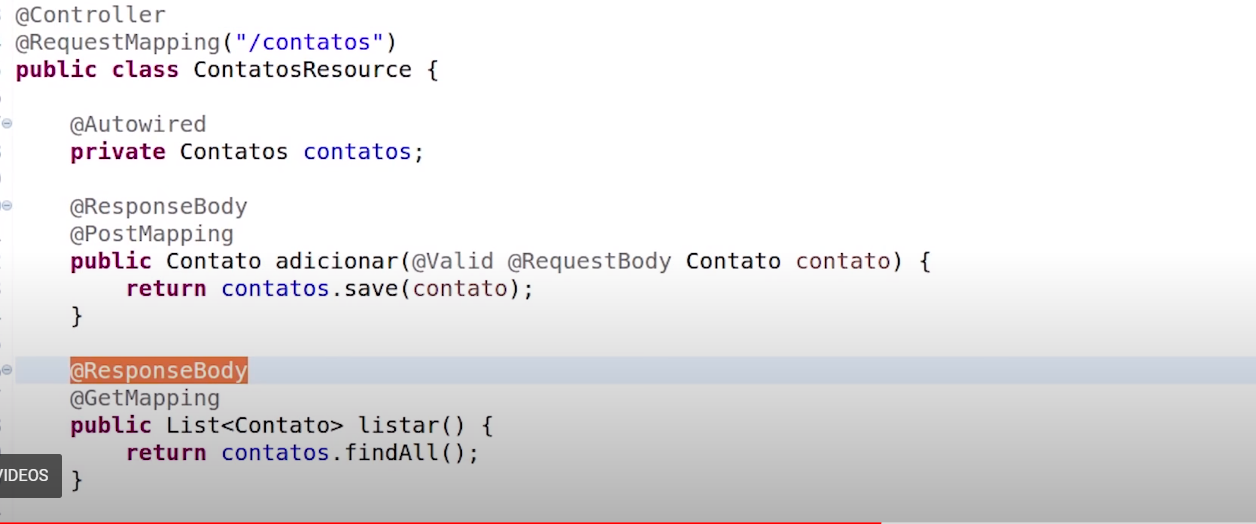 @Controller
@RequestMapping("/contatos")
public class ContatosResource {
@Autowired
private Contatos contatos;
@ResponseBody
@PostMapping
public Contato adicionar(@Valid @RequestBody Contato contato) {
return contatos.save(contato);
}
@ResponseBody
@GetMapping
public List<Contato> listar() {
return contatos.findAll();
}
VIDEOS